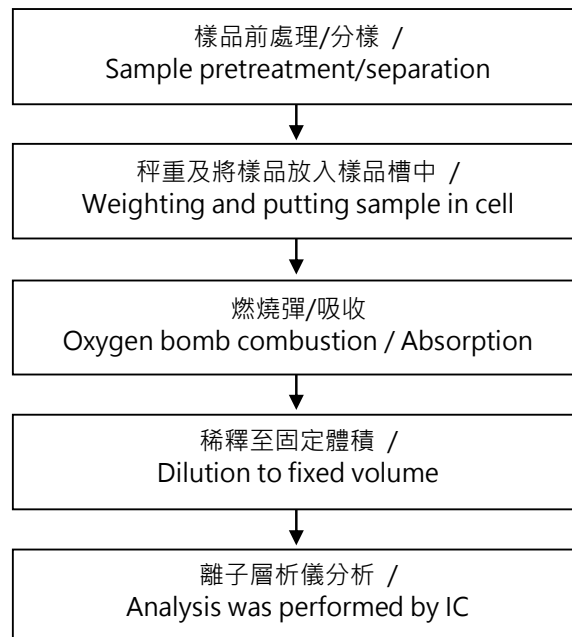 樣品前處理/分樣 /
Sample pretreatment/separation
秤重及將樣品放入樣品槽中 /
Weighting and putting sample in cell
燃燒彈/吸收
Oxygen bomb combustion / Absorption
稀釋至固定體積 /
Dilution to fixed volume
離子層析儀分析 /
Analysis was performed by IC